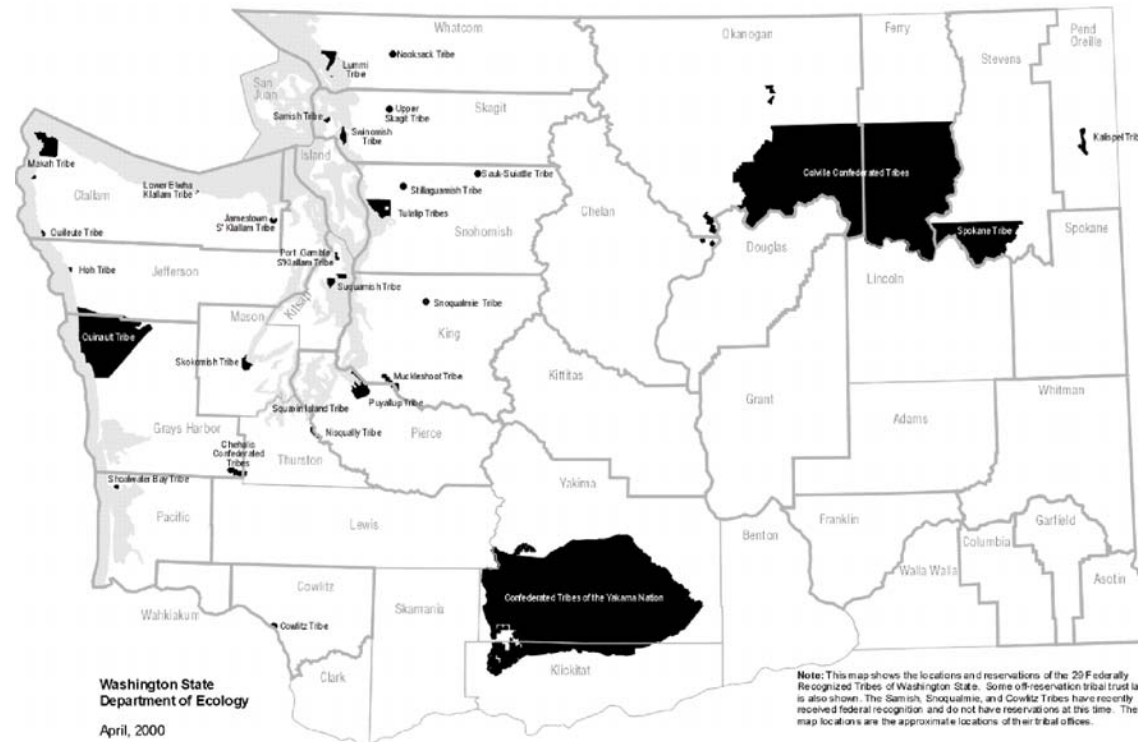 Whatcom
Okanogan
Ferry
Pend
Oreille
Stevens
Nooksack Tribe
Lummi
Tribe
San
Juan
Skagit
Upper
Skagit Tribe
Samish Tribe
Swinomish
Tribe
Kalispel Trib
Makah Tribe
Island
Colville Confederated Tribes
Sauk-Suiattle Tribe
Lower Elwha
Klallam Tribe
Stillaguamish Tribe
Clallam
Chelan
Tulalip Tribes
Jamestown
S' Klallam Tribe
Snohomish
Quileute Tribe
Douglas
Spokane Tribe
Spokane
Port Gamble
S'Klallam Tribe
Hoh Tribe
Jefferson
Lincoln
Suquamish Tribe
Kitsap
Snoqualmie Tribe
Mason
King
Quinault Tribe
Skokomish Tribe
Muckleshoot Tribe
Kittitas
Puyallup Tribe
Whitman
Grant
Squaxin Island Tribe
Adams
Grays Harbor
Nisqually Tribe
Pierce
Chehalis
Confederated
Tribes
Thurston
Shoalwater Bay Tribe
Yakima
Pacific
Lewis
Franklin
Garfield
Benton
Columbia
Walla Walla
Asotin
Cowlitz
Confederated Tribes of the Yakama Nation
Wahkiakum
Skamania
Cowlitz Tribe
Klickitat
Clark
Washington State
Department of Ecology
April, 2000
Note: This map shows the locations and reservations of the 29 Federally
Recognized Tribes of Washington State. Some off-reservation tribal trust la
is also shown. The Samish, Snoqualmie, and Cowlitz Tribes have recently
received federal recognition and do not have reservations at this time. The
map locations are the approximate locations of their tribal offices.